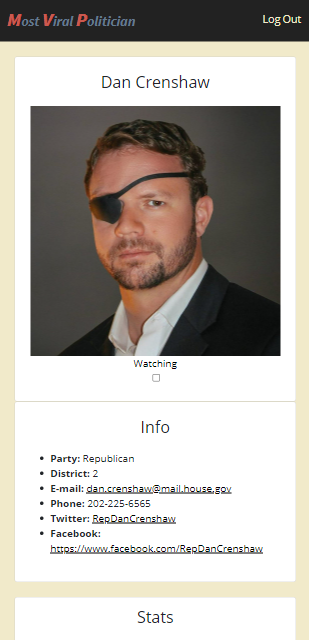 Most Viral Politician
Log Out
Dan Crenshaw
Watching
Info
Party: Republican
District: 2
E-mail: dan.crenshaw@mail.house.gov
Phone: 202-225-6565
Twitter: RepDanCrenshaw
Facebook:
https://www.facebook.com/RepDanCrenshaw
Stats